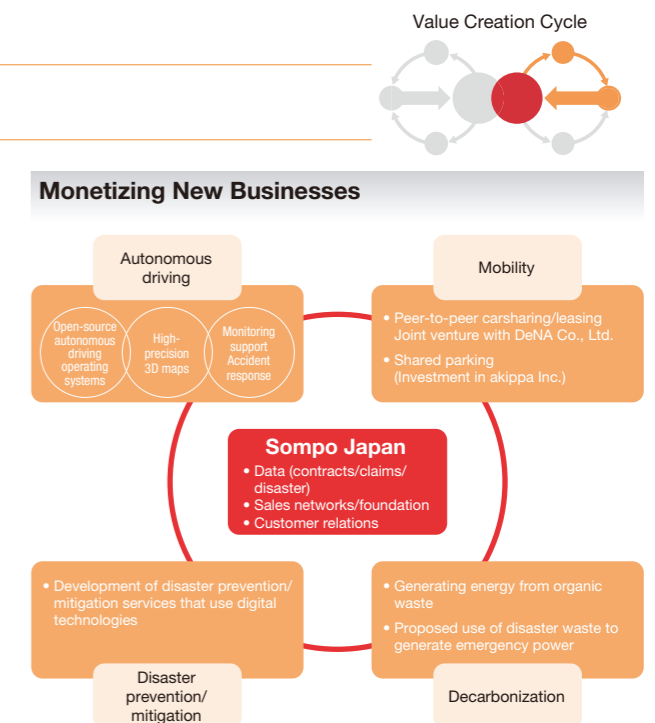 Value Creation Cycle
Monetizing New Businesses
Autonomous
driving
Open-source
autonomous
driving
operating
systems
High-
precision
3D maps
Monitoring
support
Accident
response
Mobility
• Peer-to-peer carsharing/leasing
Joint venture with DeNA Co., Ltd.
• Shared parking
(Investment in akippa Inc.)
Sompo Japan
• Data (contracts/claims/
disaster)
• Sales networks/foundation
• Customer relations
• Development of disaster prevention/
mitigation services that use digital
technologies
Disaster
prevention/
mitigation
• Generating energy from organic
waste
• Proposed use of disaster waste to
generate emergency power
Decarbonization